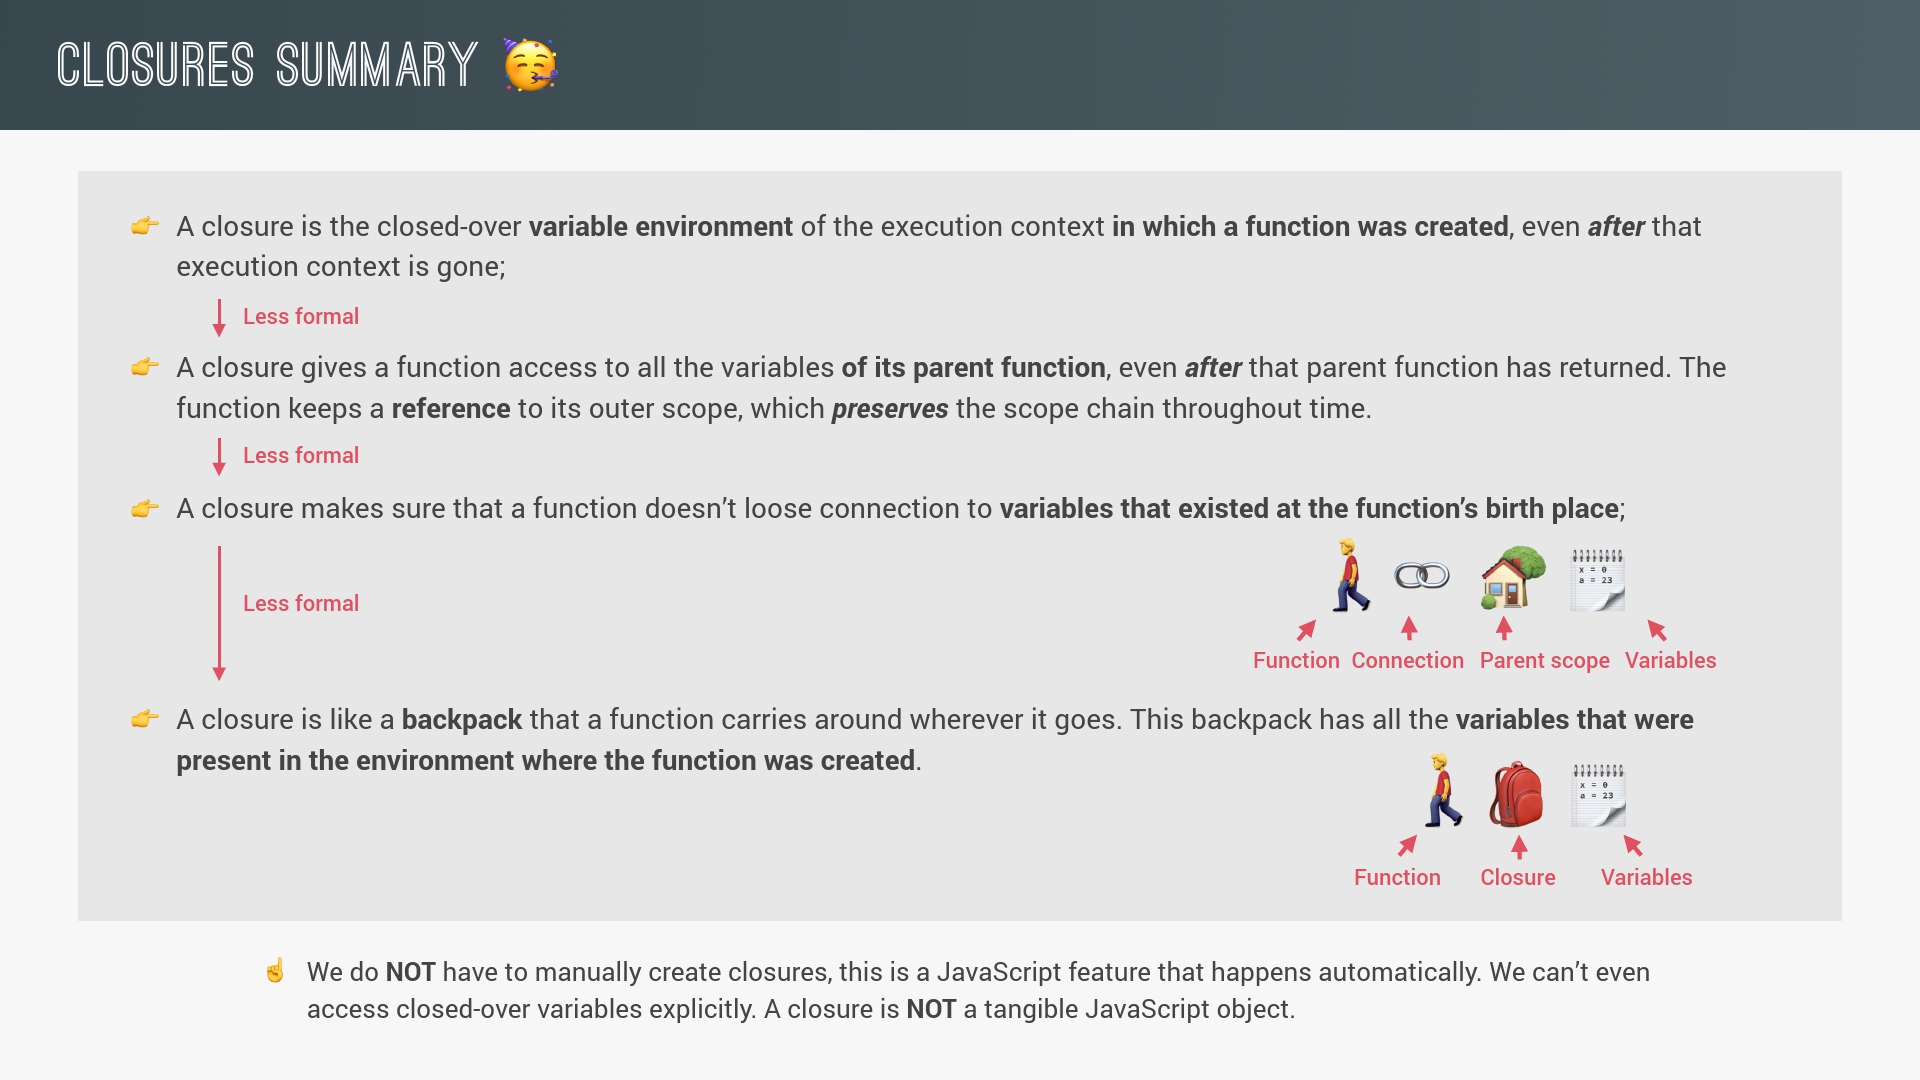 CLOSURES SUMMARY 🥳
👉 A closure is the closed-over variable environment of the execution context in which a function was created, even after that
execution context is gone;
Less formal
👉 A closure gives a function access to all the variables of its parent function, even after that parent function has returned. The
function keeps a reference to its outer scope, which preserves the scope chain throughout time.
Less formal
👉 A closure makes sure that a function doesn’t loose connection to variables that existed at the function’s birth place;
x = 0
a = 23
Less formal
Function Connection Parent scope Variables
👉 A closure is like a backpack that a function carries around wherever it goes. This backpack has all the variables that were
present in the environment where the function was created.
x = 0
a = 23
Function Closure Variables
☝️ We do NOT have to manually create closures, this is a JavaScript feature that happens automatically. We can’t even
access closed-over variables explicitly. A closure is NOT a tangible JavaScript object.